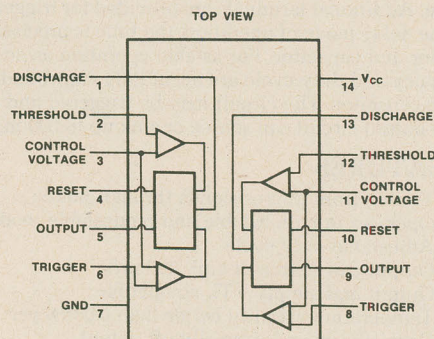 TOP VIEW
DISCHARGE
1
THRESHOLD
2
CONTROL
VOLTAGE
3
RESET
4
OUTPUT
5
TRIGGER
6
GND
7
VCC
14
DISCHARGE
13
THRESHOLD
12
CONTROL
VOLTAGE
11
RESET
10
OUTPUT
9
TRIGGER
8